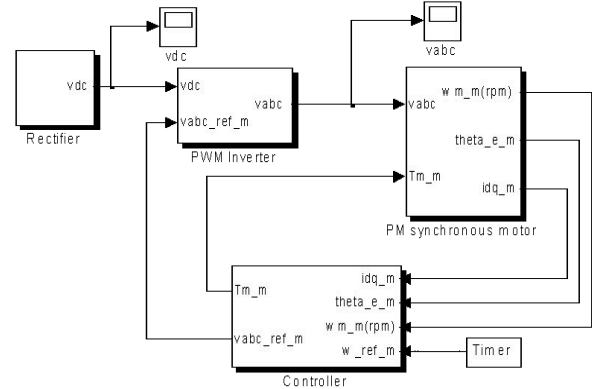 vdc
vabc
vdc
Rectifier
vdc
vabc_ref_m
vabc
PWM Inverter
vabc
Tm_m
w m_m(rpm)
theta_e_m
idq_m
PM synchronous motor
Tm_m
vabc_ref_m
idq_m
theta_e_m
w m_m(rpm)
w _ref_m
Controller
Timer